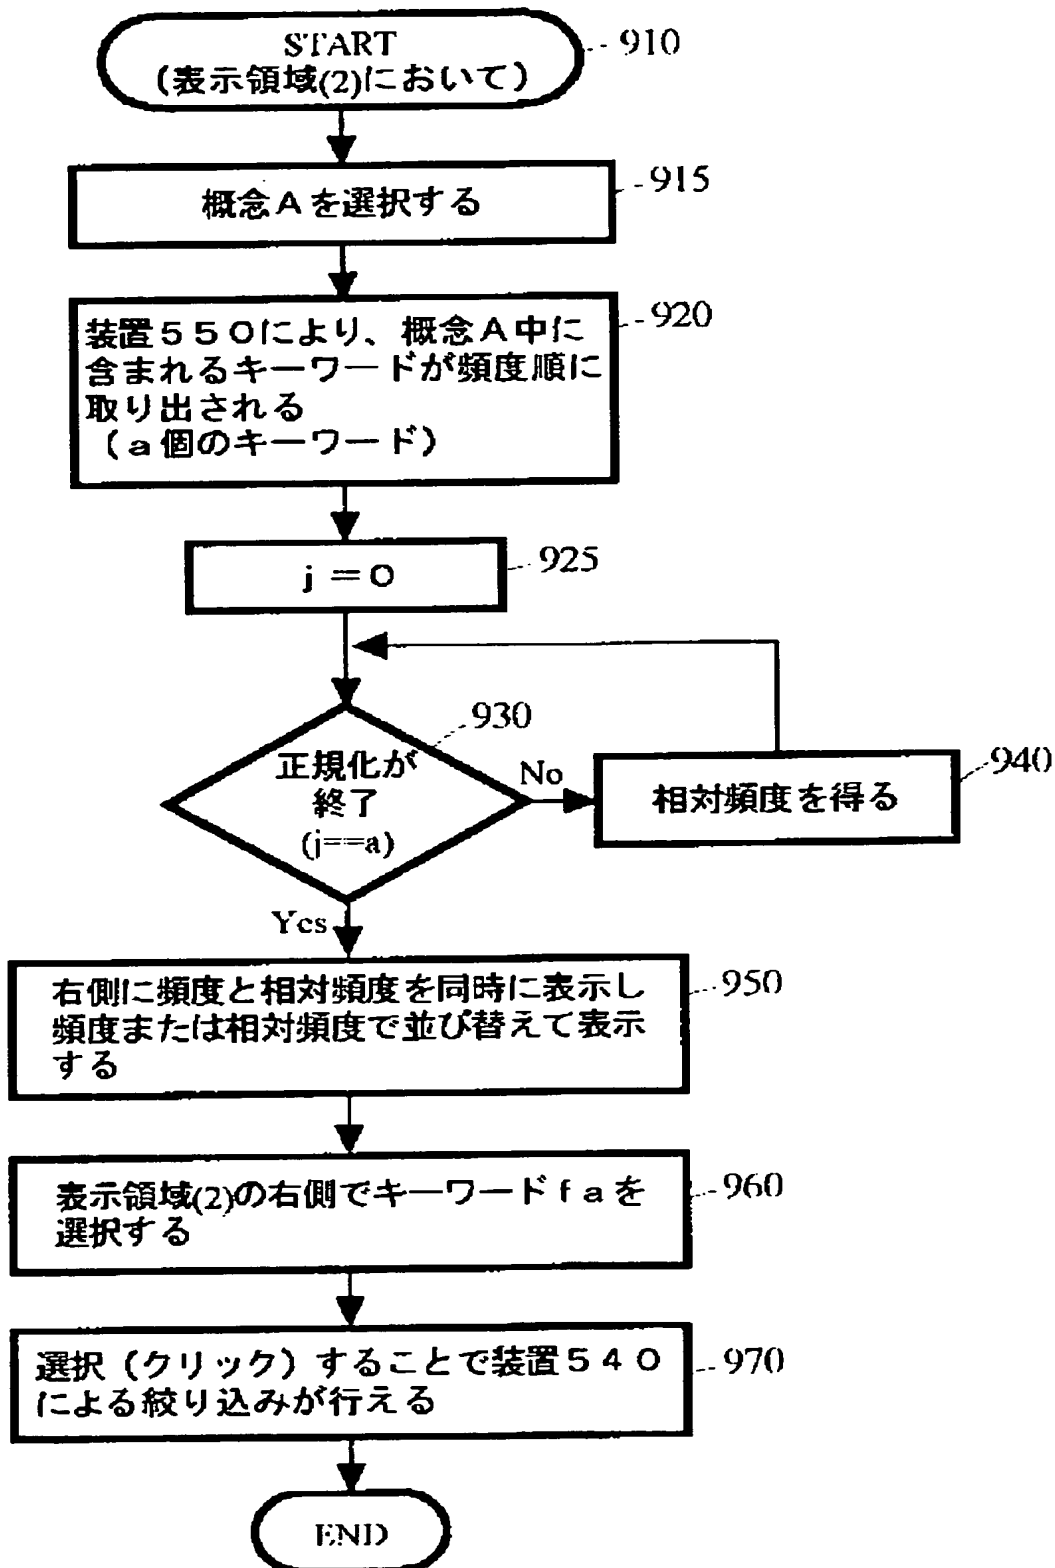 START
(表示領域(2)において)
910
概念Aを選択する
915
装置550により、概念A中に
含まれるキーワードが頻度順に
取り出される
(a個のキーワード)
920
j=0
925
正規化が
終了
(j==a)
930
No
相対頻度を得る
940
Yes
右側に頻度と相対頻度を同時に表示し
頻度または相対頻度で並び替えて表示
する
950
表示領域(2)の右側でキーワードfaを
選択する
960
選択(クリック)することで装置540
による絞り込みが行える
970
END